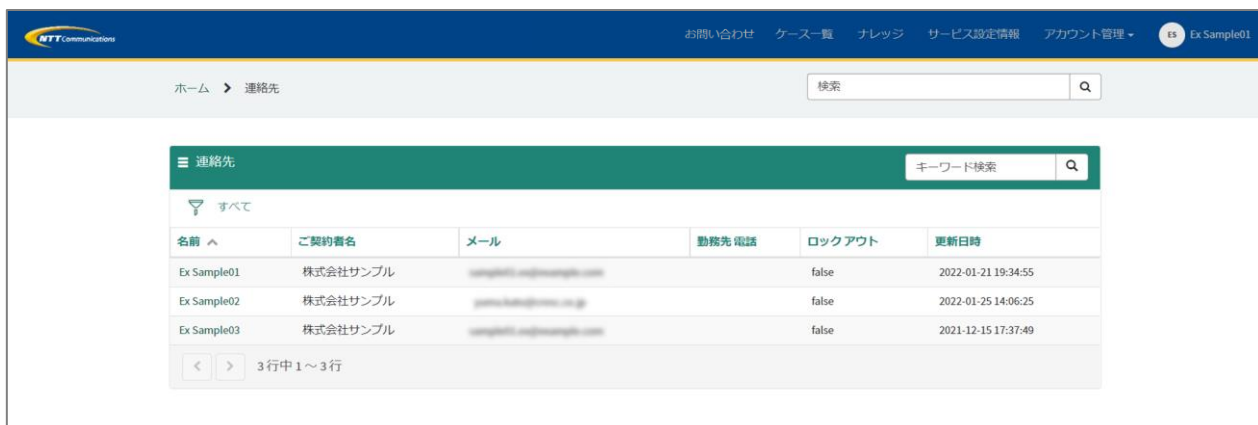 NTT Communications お問い合わせ ケース一覧 ナレッジ サービス設定情報 アカウント管理 ES Ex Sample01
ホーム 連絡先 検索
連絡先 キーワード検索
すべて
名前 ご契約者名 メール 勤務先 電話 ロック アウト 更新日時
Ex Sample01 株式会社サンプル false 2022-01-21 19:34:55
Ex Sample02 株式会社サンプル false 2022-01-25 14:06:25
Ex Sample03 株式会社サンプル false 2021-12-15 17:37:49
3行中 1 ～ 3 行